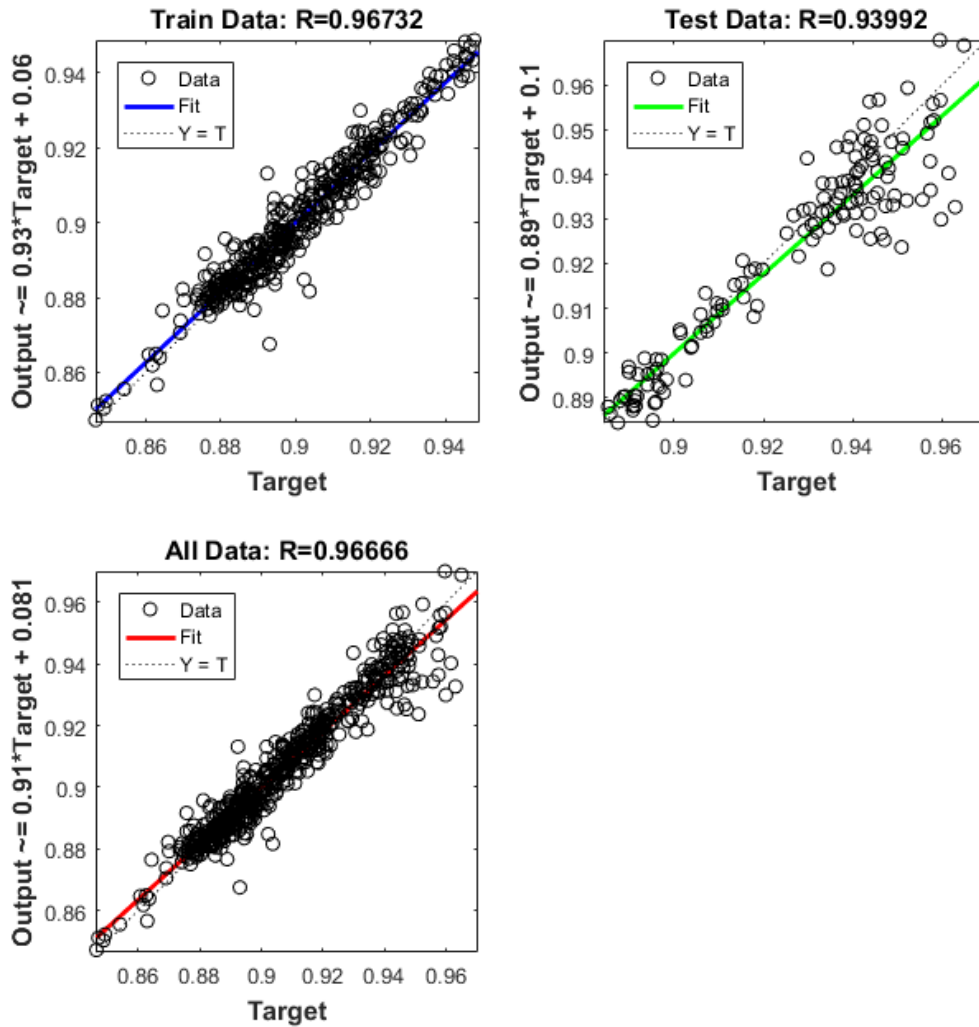 Train Data: R=0.96732
Data
Fit
Y = T
Output ~= 0.93*Target + 0.06
0.94
0.92
0.9
0.88
0.86
0.86 0.88 0.9 0.92 0.94
Target
Test Data: R=0.93992
Data
Fit
Y = T
Output ~= 0.89*Target + 0.1
0.96
0.95
0.94
0.93
0.92
0.91
0.9
0.89
0.9 0.92 0.94 0.96
Target
All Data: R=0.96666
Data
Fit
Y = T
Output ~= 0.91*Target + 0.081
0.96
0.94
0.92
0.9
0.88
0.86
0.86 0.88 0.9 0.92 0.94 0.96
Target